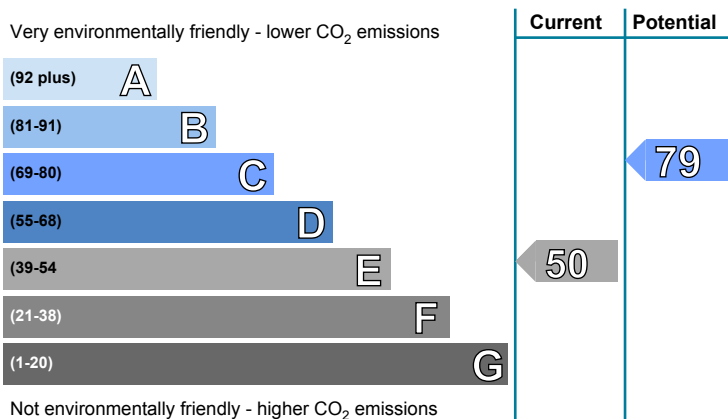 Current Potential
Very environmentally friendly - lower CO2 emissions
(92 plus) A
(81-91) B
(69-80) C
79
(55-68) D
(39-54 E
50
(21-38) F
(1-20) G
Not environmentally friendly - higher CO2 emissions